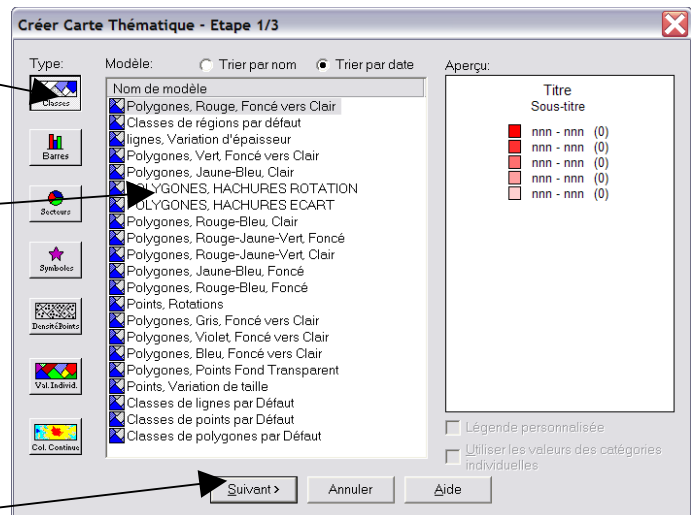 Créer Carte Thématique - Etape 1/3
Type:
Classes
Barres
Secteurs
Symboles
DensitéPoints
Val. Individ.
Col. Continue
Modèle:
Trier par nom
Trier par date
Nom de modèle
Polygones, Rouge, Foncé vers Clair
Classes de régions par défaut
lignes, Variation d'épaisseur
Polygones, Vert, Foncé vers Clair
Polygones, Jaune-Bleu, Clair
POLYGONES, HACHURES ROTATION
POLYGONES, HACHURES ECART
Polygones, Rouge-Bleu, Clair
Polygones, Rouge-Jaune-Vert, Foncé
Polygones, Rouge-Jaune-Vert, Clair
Polygones, Jaune-Bleu, Foncé
Polygones, Rouge-Bleu, Foncé
Points, Rotations
Polygones, Gris, Foncé vers Clair
Polygones, Violet, Foncé vers Clair
Polygones, Bleu, Foncé vers Clair
Polygones, Points Fond Transparent
Points, Variation de taille
Classes de lignes par Défaut
Classes de points par Défaut
Classes de polygones par Défaut
Aperçu:
Titre
Sous-titre
nnn - nnn (0)
nnn - nnn (0)
nnn - nnn (0)
nnn - nnn (0)
nnn - nnn (0)
Légende personnalisée
Utiliser les valeurs des catégories
individuelles
Suivant >
Annuler
Aide